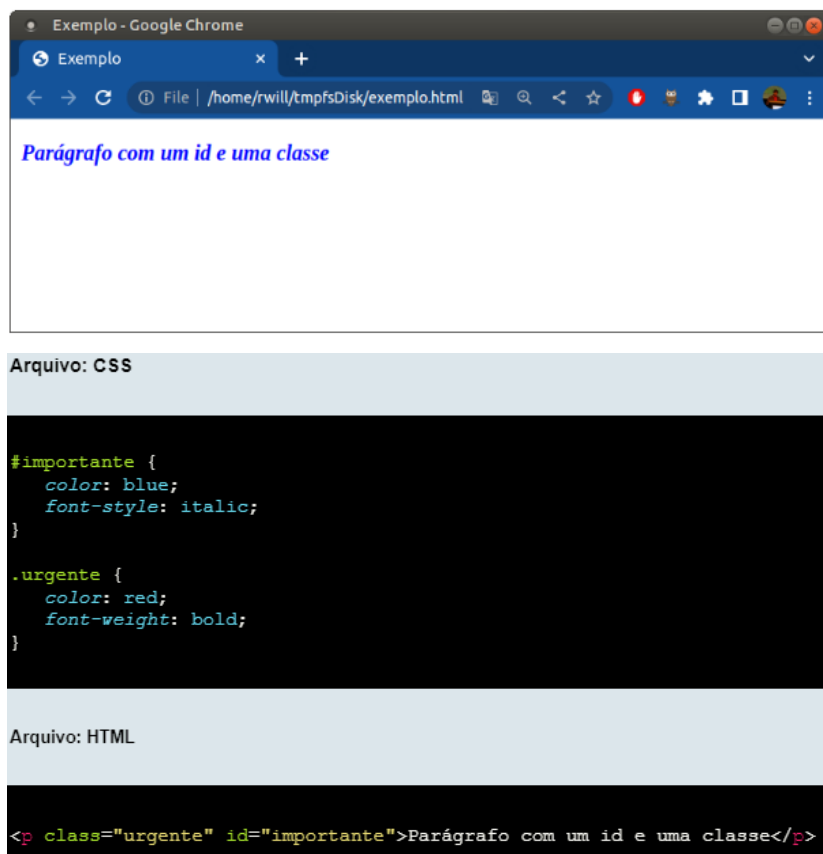 Exemplo - Google Chrome
Exemplo
File | /home/rwill/tmpfsDisk/exemplo.html
Parágrafo com um id e uma classe
Arquivo: CSS
#importante {
color: blue;
font-style: italic;
}
.urgente {
color: red;
font-weight: bold;
}
Arquivo: HTML
<p class="urgente" id="importante">Parágrafo com um id e uma classe</p>